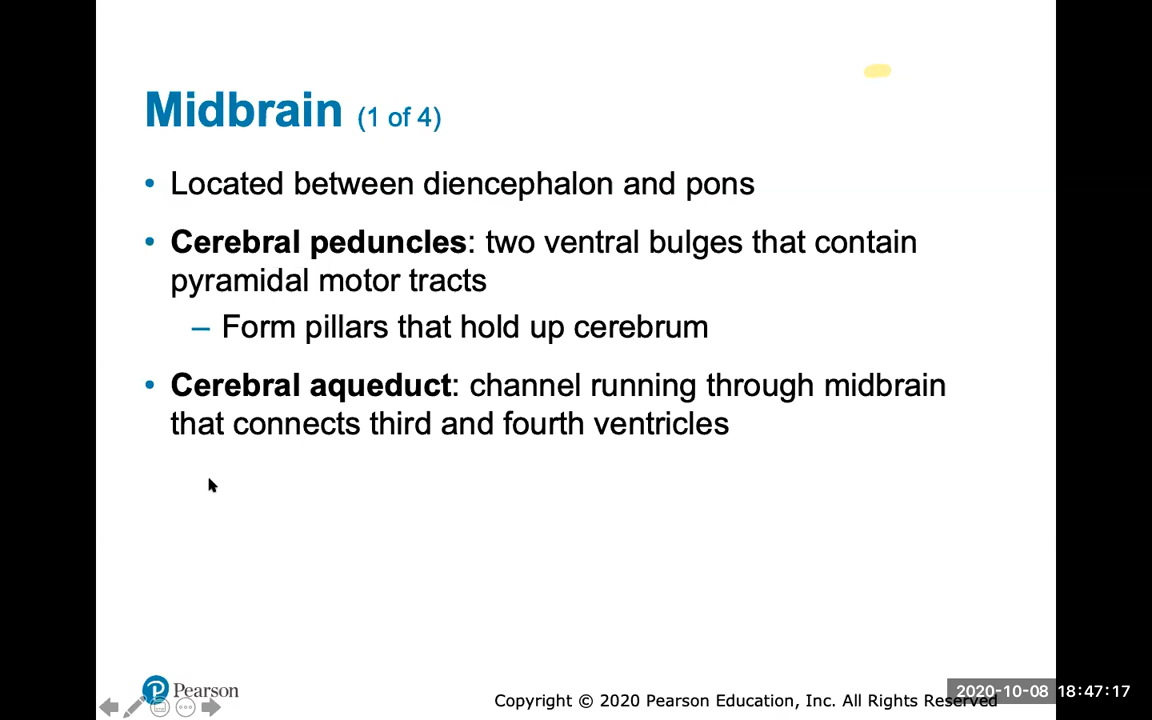 Midbrain (1 of 4)
• Located between diencephalon and pons
• Cerebral peduncles: two ventral bulges that contain
pyramidal motor tracts
– Form pillars that hold up cerebrum
• Cerebral aqueduct: channel running through midbrain
that connects third and fourth ventricles
P Pearson
Copyright © 2020 Pearson Education, Inc. All Rights Reserved
2020-10-08 18:47:17